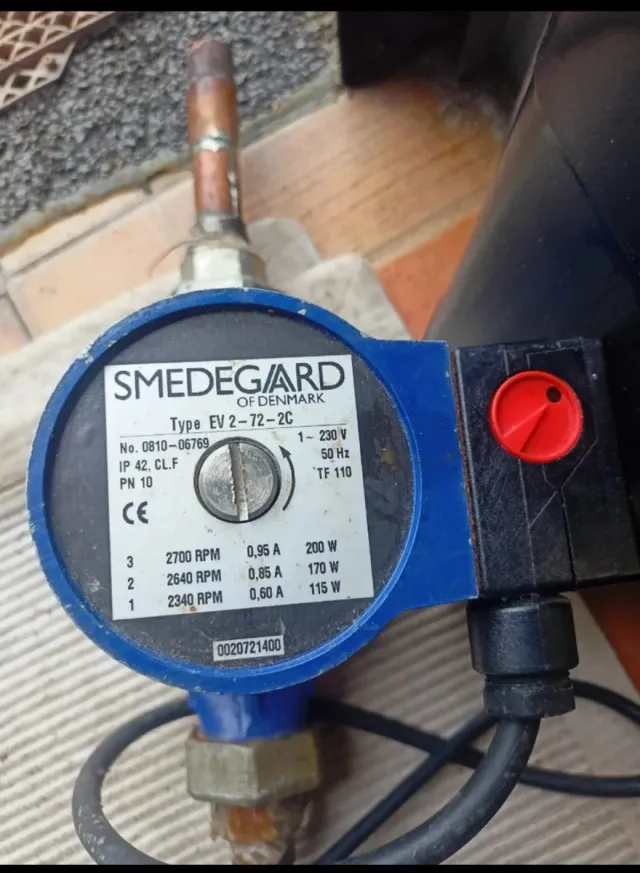 SMEDEGAARD
OF DENMARK
Type EV 2-72-2C
No. 0810-06769 1~ 230 V
IP 42, CL.F 50 Hz
PN 10 TF 110
CE
3 2700 RPM 0,95 A 200 W
2 2640 RPM 0,85 A 170 W
1 2340 RPM 0,60 A 115 W
0020721400